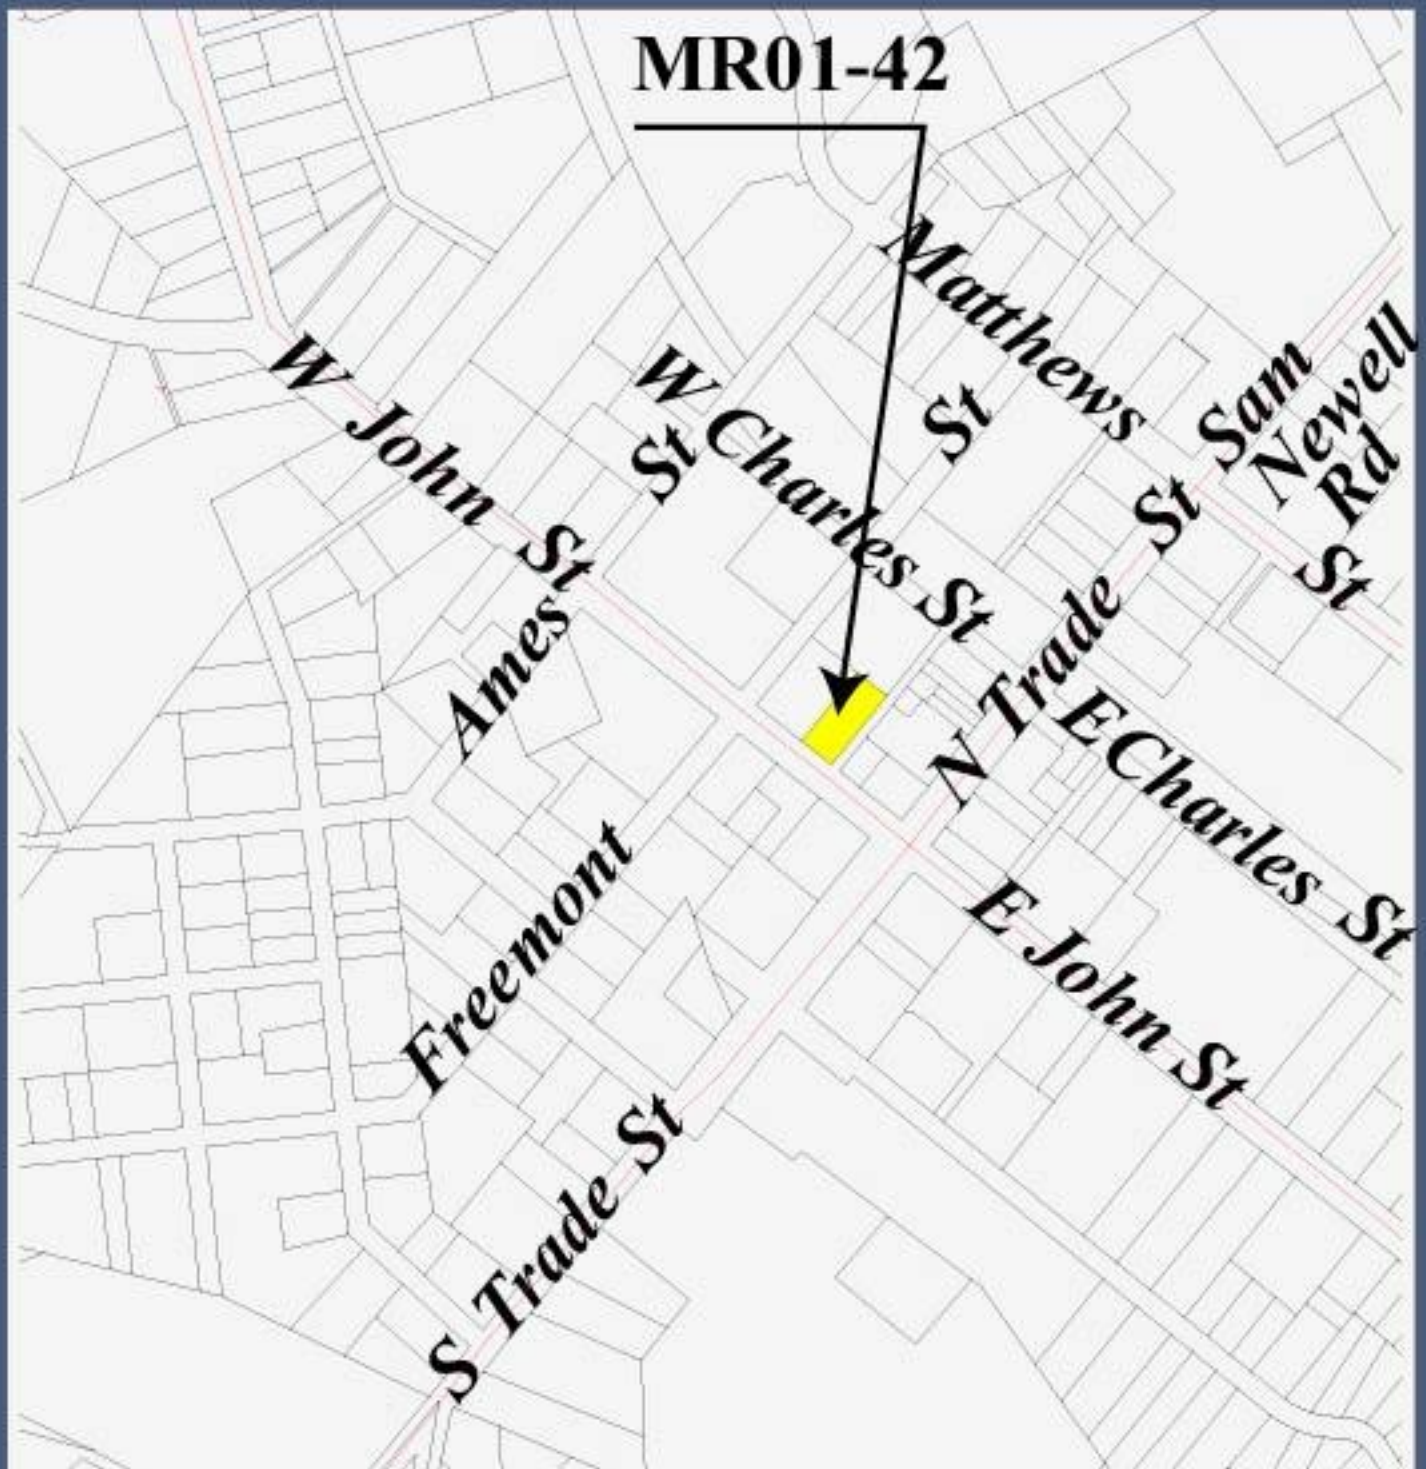 MR01-42
Matthews St
Sam
Newell
Rd
W John St
W Charles St
Ames St
Freemont St
N Trade St
E Charles St
E John St
S Trade St